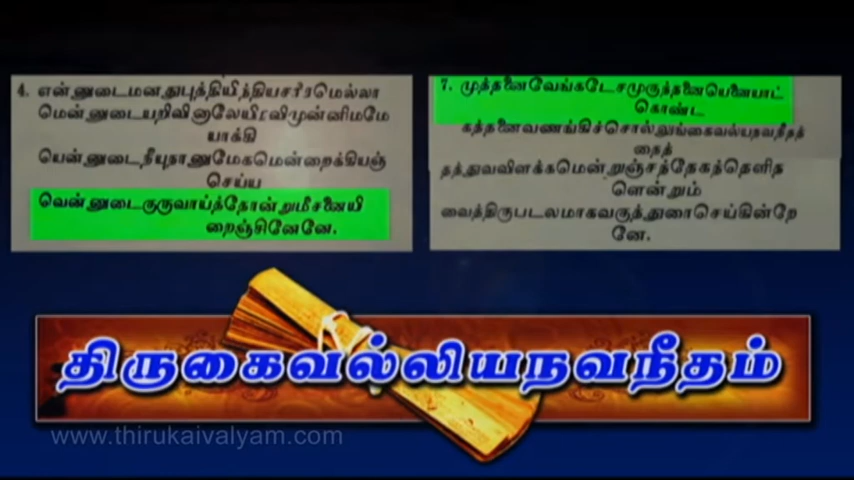 4. என்னுடைமனதுபுத்தியிந்தியசரீரமெல்லா
மென்னுடையறிவினாலேயிரவிமுன்னிமமே
யாக்கி
யென்னுடைநீயுநானுமேகமென்றைக்கியஞ்
செய்ய
வென்னுடைகுருவாய்த்தோன்றுமீசனையி
றைஞ்சினேனே.
7. முத்தனைவேங்கடேசமுகுந்தனையெனையாட்
கொண்ட
கத்தனைவணங்கிச்சொல்லுங்கைவல்யநவநீதத்
தைத்
தத்துவவிளக்கமென்றுஞ்சந்தேகந்தெளித
ளென்றும்
வைத்திருபடலமாகவகுத்துரைசெய்கின்றே
னே.
திருகைவல்லியநவநீதம்
www.thirukaivalyam.com